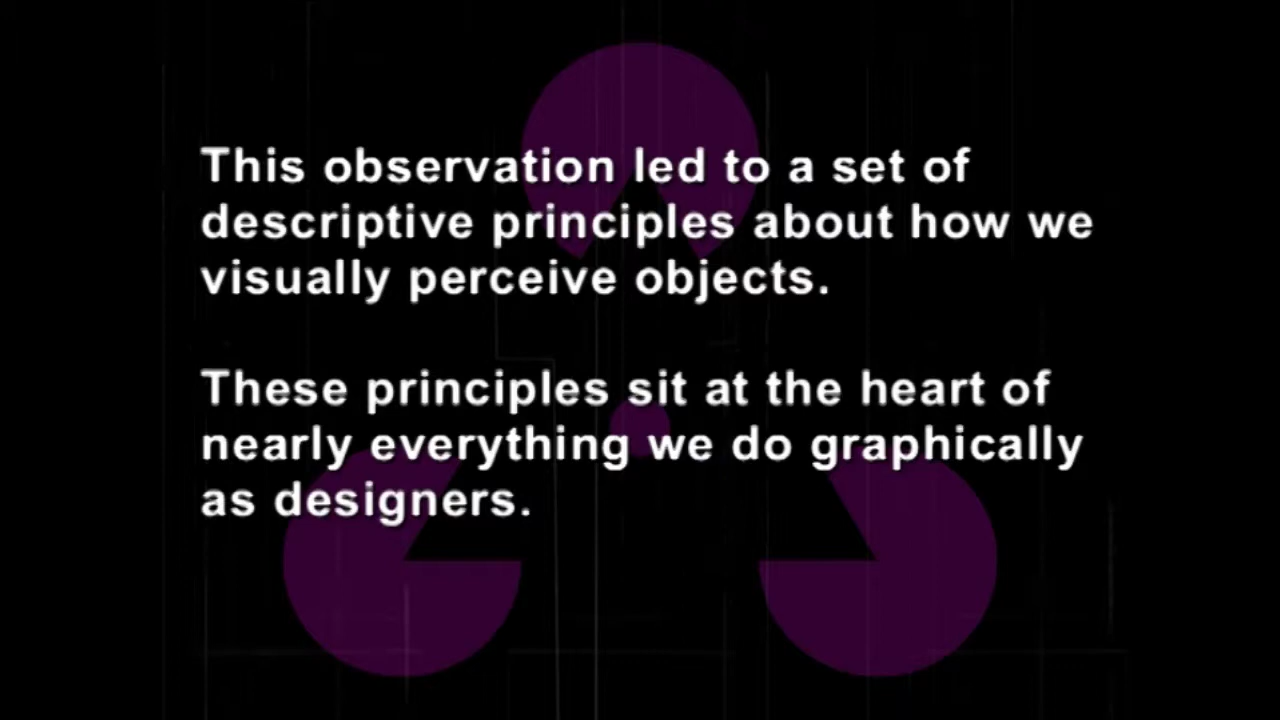 This observation led to a set of
descriptive principles about how we
visually perceive objects.
These principles sit at the heart of
nearly everything we do graphically
as designers.